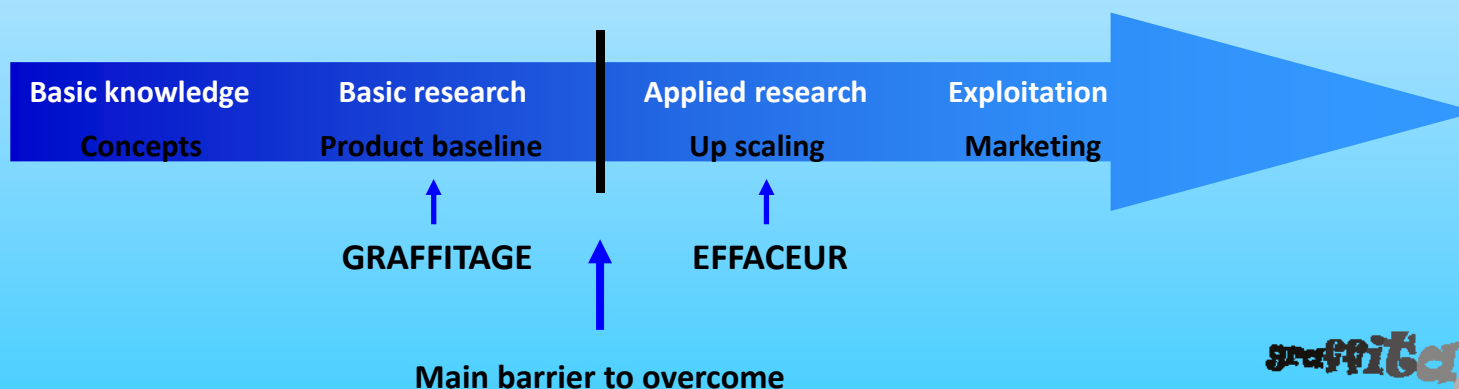 Basic knowledge Basic research Applied research Exploitation
Concepts Product baseline Up scaling Marketing
GRAFFITAGE EFFACEUR
Main barrier to overcome